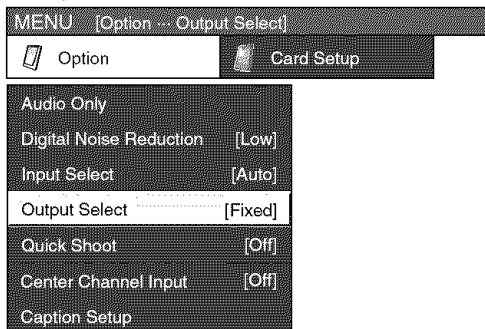 MENU [Option ··· Output Select]
Option Card Setup
Audio Only
Digital Noise Reduction [Low]
Input Select [Auto]
Output Select [Fixed]
Quick Shoot [Off]
Center Channel Input [Off]
Caption Setup